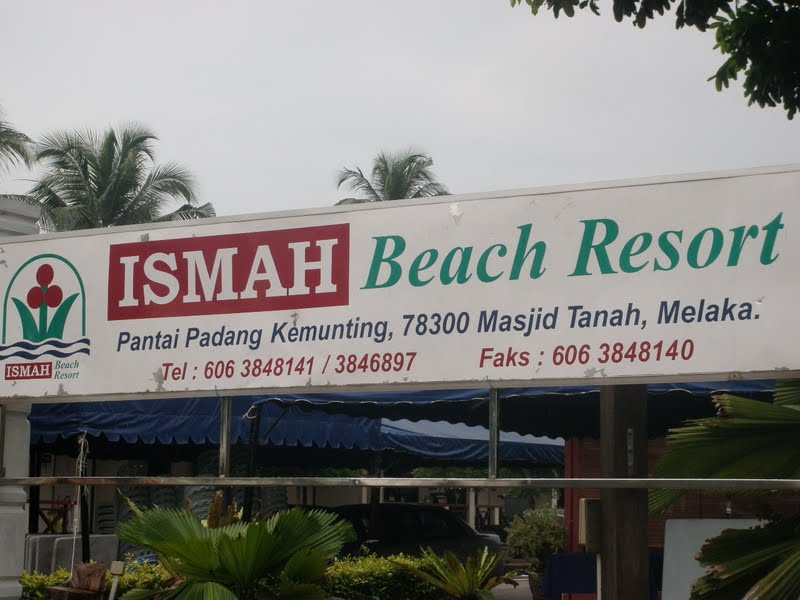 ISMAH Beach Resort
Pantai Padang Kemunting, 78300 Masjid Tanah, Melaka.
Tel : 606 3848141 / 3846897 Faks : 606 3848140
ISMAH Beach
Resort